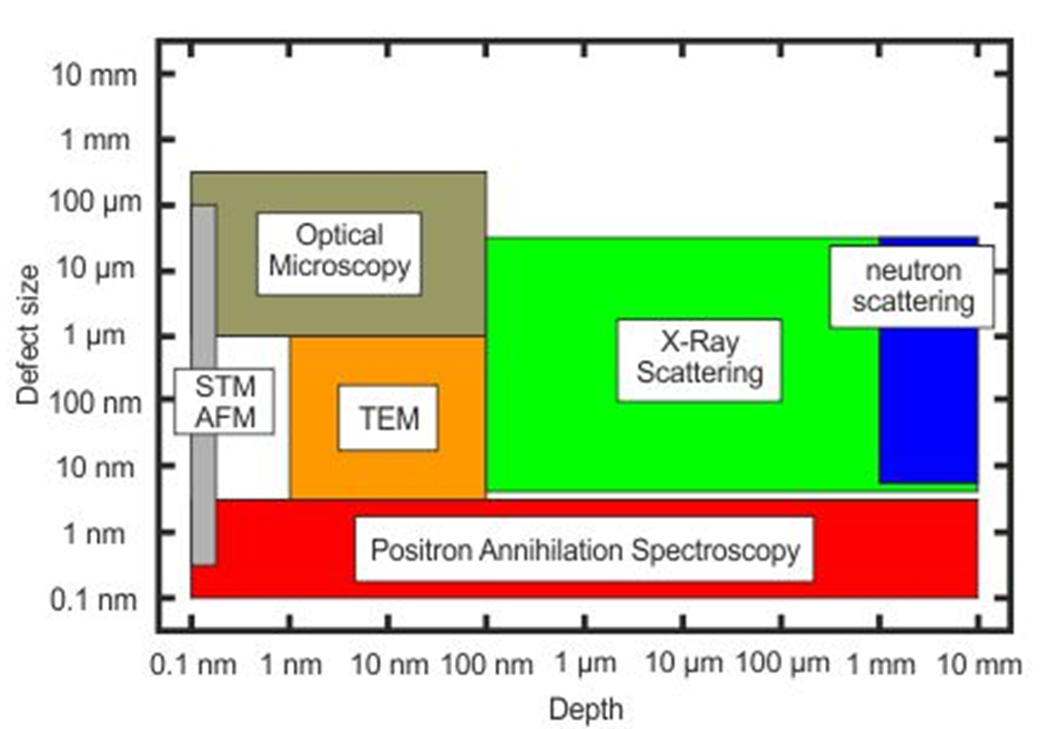 10 mm
1 mm
100 µm
10 µm
1 µm
100 nm
10 nm
1 nm
0.1 nm
Defect size
Optical
Microscopy
neutron
scattering
X-Ray
Scattering
STM
AFM
TEM
Positron Annihilation Spectroscopy
0.1 nm 1 nm 10 nm 100 nm 1 µm 10 µm 100 µm 1 mm 10 mm
Depth